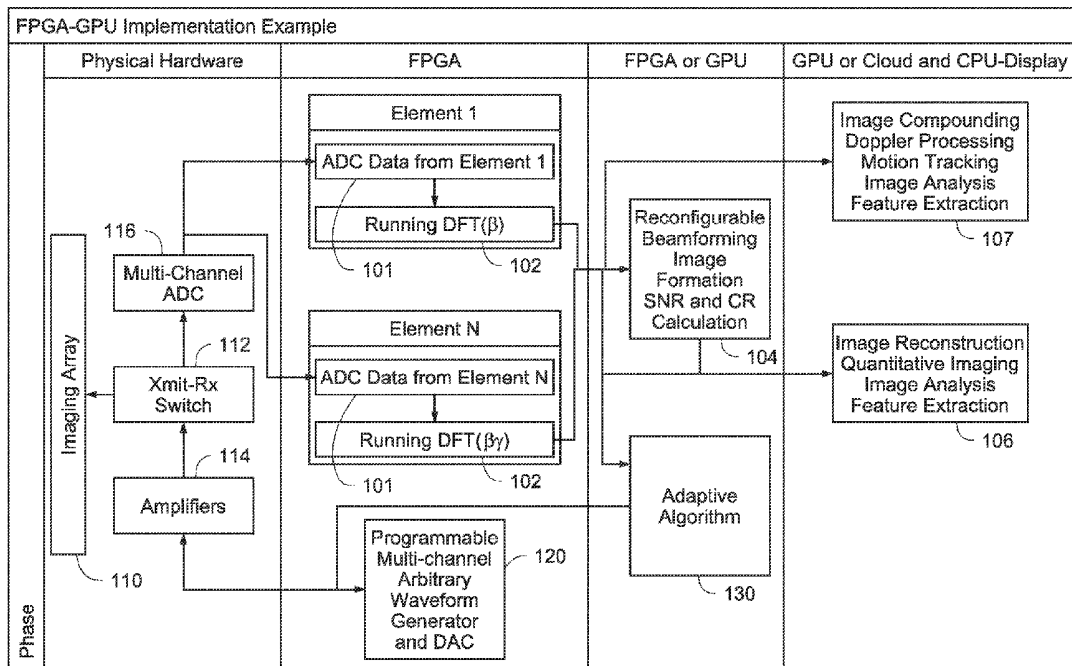 FPGA-GPU Implementation Example
Physical Hardware
FPGA
FPGA or GPU
GPU or Cloud and CPU-Display
Phase
Imaging Array
110
116
Multi-Channel
ADC
112
Xmit-Rx
Switch
114
Amplifiers
Element 1
ADC Data from Element 1
Running DFT(β)
101
102
Element N
ADC Data from Element N
Running DFT(βγ)
101
102
Programmable
Multi-channel
Arbitrary
Waveform
Generator
and DAC
120
Reconfigurable
Beamforming
Image
Formation
SNR and CR
Calculation
104
Adaptive
Algorithm
130
Image Compounding
Doppler Processing
Motion Tracking
Image Analysis
Feature Extraction
107
Image Reconstruction
Quantitative Imaging
Image Analysis
Feature Extraction
106